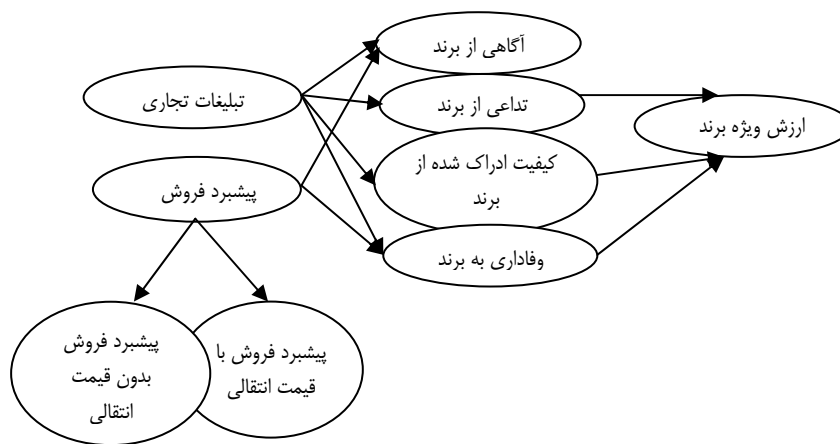 آگاهی از برند
تبلیغات تجاری
تداعی از برند
ارزش ویژه برند
کیفیت ادراک شده از
برند
پیشبرد فروش
وفاداری به برند
پیشبرد فروش با
قیمت انتقالی
پیشبرد فروش
بدون قیمت
انتقالی